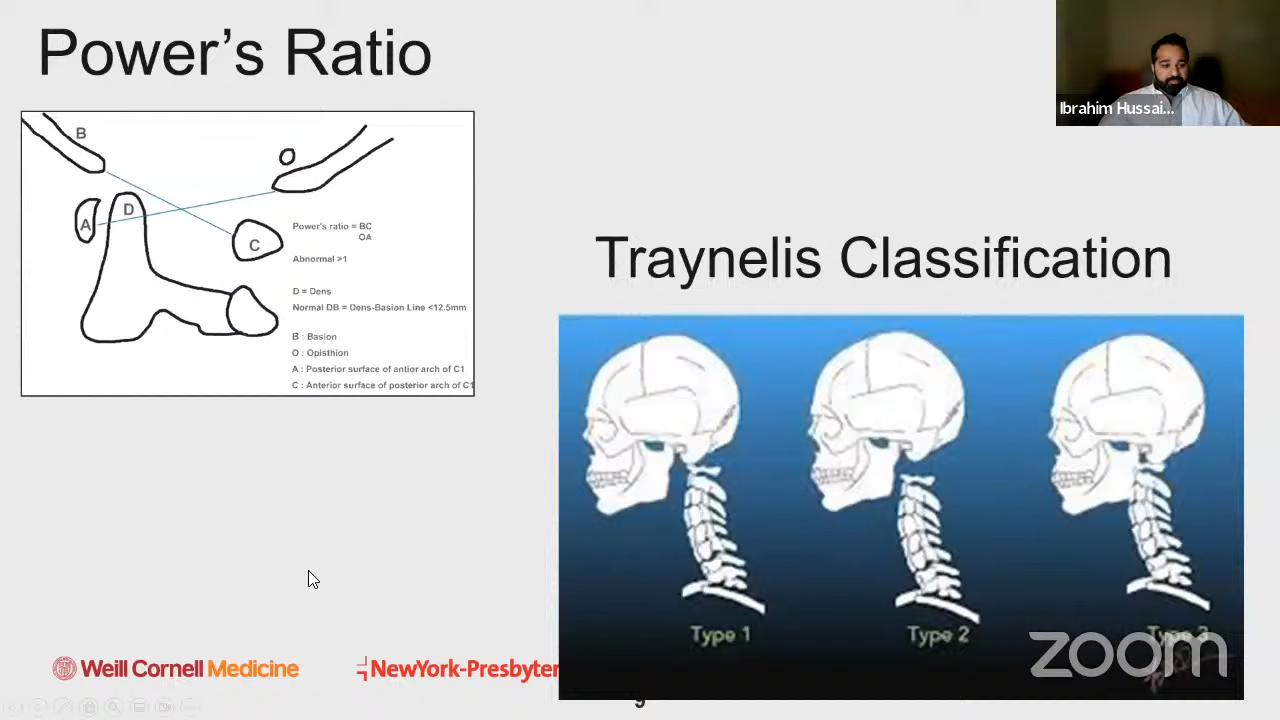 Power's Ratio
Ibrahim Hussai...
B
O
A
D
C
Power's ratio = BC
OA
Abnormal >1
D = Dens
Normal DB = Dens-Basion Line <12.5mm
B : Basion
O : Opisthion
A : Posterior surface of antior arch of C1
C : Anterior surface of posterior arch of C1
Traynelis Classification
Type 1
Type 2
Type 3
zoom
Weill Cornell Medicine
NewYork-Presbyter